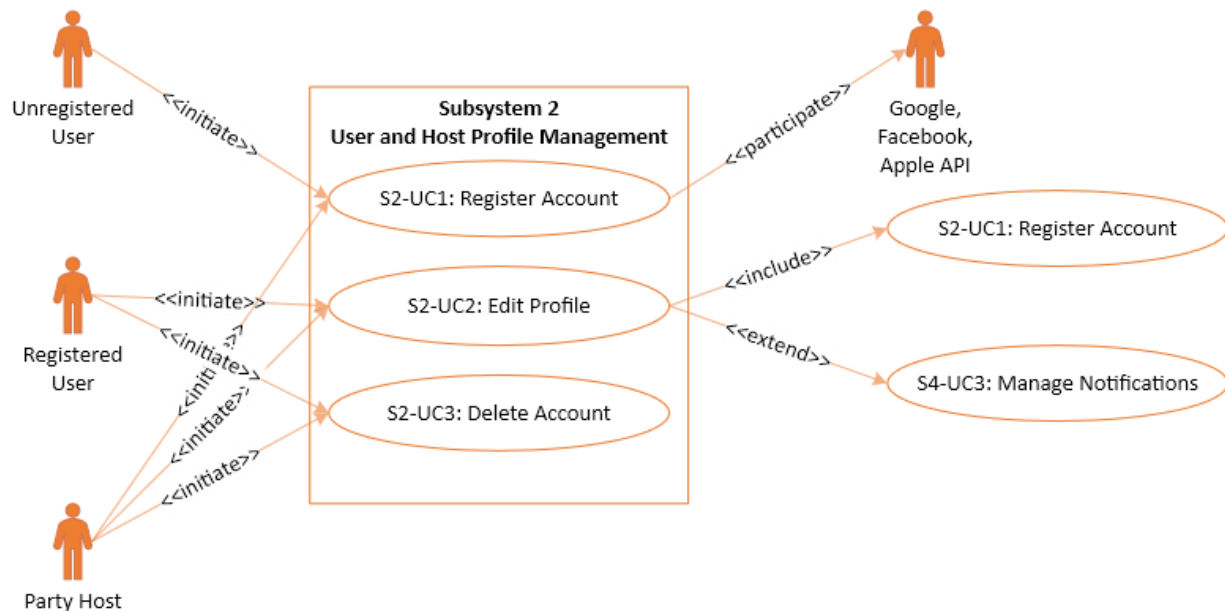 Unregistered
User
<<initiate>>
Subsystem 2
User and Host Profile Management
<<participate>>
Google,
Facebook,
Apple API
S2-UC1: Register Account
S2-UC1: Register Account
<<include>>
Registered
User
<<initiate>>
S2-UC2: Edit Profile
<<initiate>>
<<extend>>
S4-UC3: Manage Notifications
S2-UC3: Delete Account
<<initiate>>
<<initiate>>
Party Host